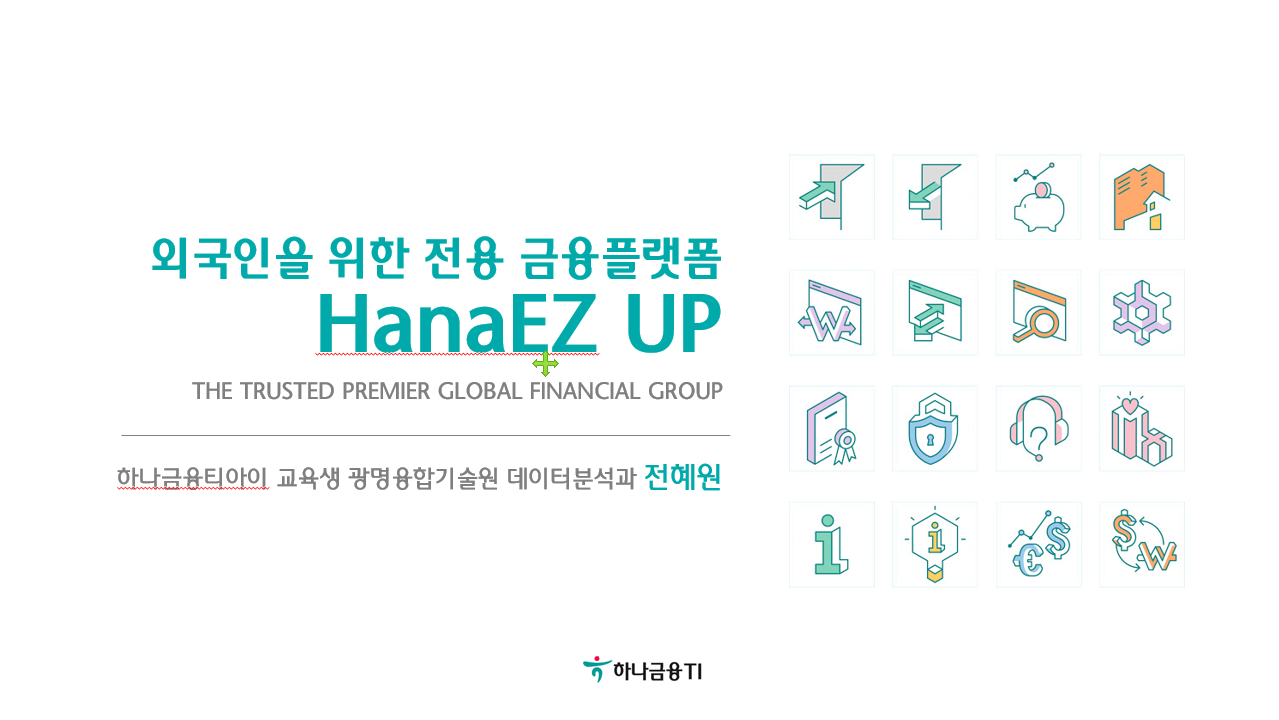 외국인을 위한 전용 금융플랫폼
HanaEZ UP
THE TRUSTED PREMIER GLOBAL FINANCIAL GROUP
하나금융티아이 교육생 광명융합기술원 데이터분석과 전혜원
하나금융TI